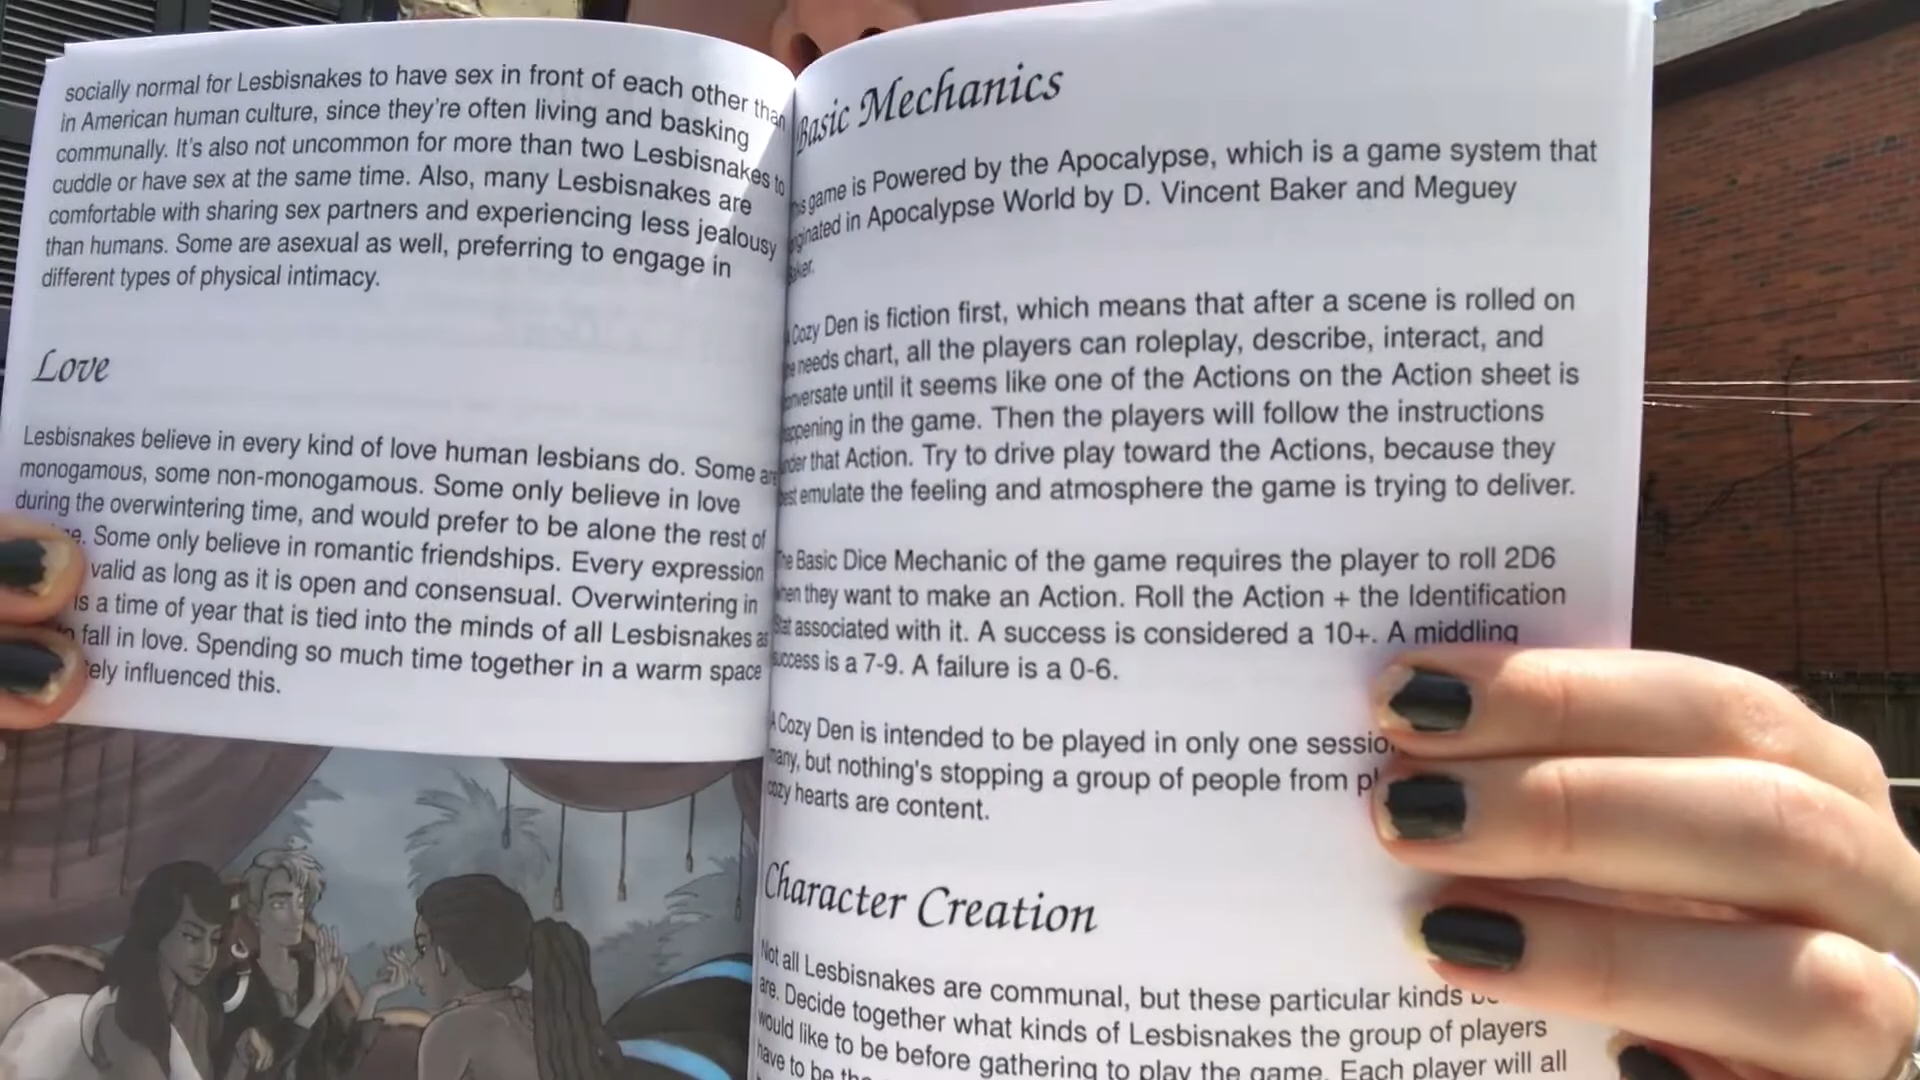 socially normal for Lesbisnakes to have sex in front of each other than
in American human culture, since they're often living and basking
communally. It's also not uncommon for more than two Lesbisnakes to
cuddle or have sex at the same time. Also, many Lesbisnakes are
comfortable with sharing sex partners and experiencing less jealousy
than humans. Some are asexual as well, preferring to engage in
different types of physical intimacy.
Love
Lesbisnakes believe in every kind of love human lesbians do. Some are
monogamous, some non-monogamous. Some only believe in love
during the overwintering time, and would prefer to be alone the rest of
Some only believe in romantic friendships. Every expression
valid as long as it is open and consensual. Overwintering in
is a time of year that is tied into the minds of all Lesbisnakes as
fall in love. Spending so much time together in a warm space
influenced this.
Basic Mechanics
game is Powered by the Apocalypse, which is a game system that
in Apocalypse World by D. Vincent Baker and Meguey
A Cozy Den is fiction first, which means that after a scene is rolled on
needs chart, all the players can roleplay, describe, interact, and
until it seems like one of the Actions on the Action sheet is
in the game. Then the players will follow the instructions
that Action. Try to drive play toward the Actions, because they
emulate the feeling and atmosphere the game is trying to deliver.
The Basic Dice Mechanic of the game requires the player to roll 2D6
they want to make an Action. Roll the Action + the Identification
Stat associated with it. A success is considered a 10+. A middling
success is a 7-9. A failure is a 0-6.
A Cozy Den is intended to be played in only one
many, but nothing's stopping a group of people from
cozy hearts are content.
Character Creation
Not all Lesbisnakes are communal, but these particular kinds
are. Decide together what kinds of Lesbisnakes the group of players
would like to be before gathering to play the game. Each player will all
have to be